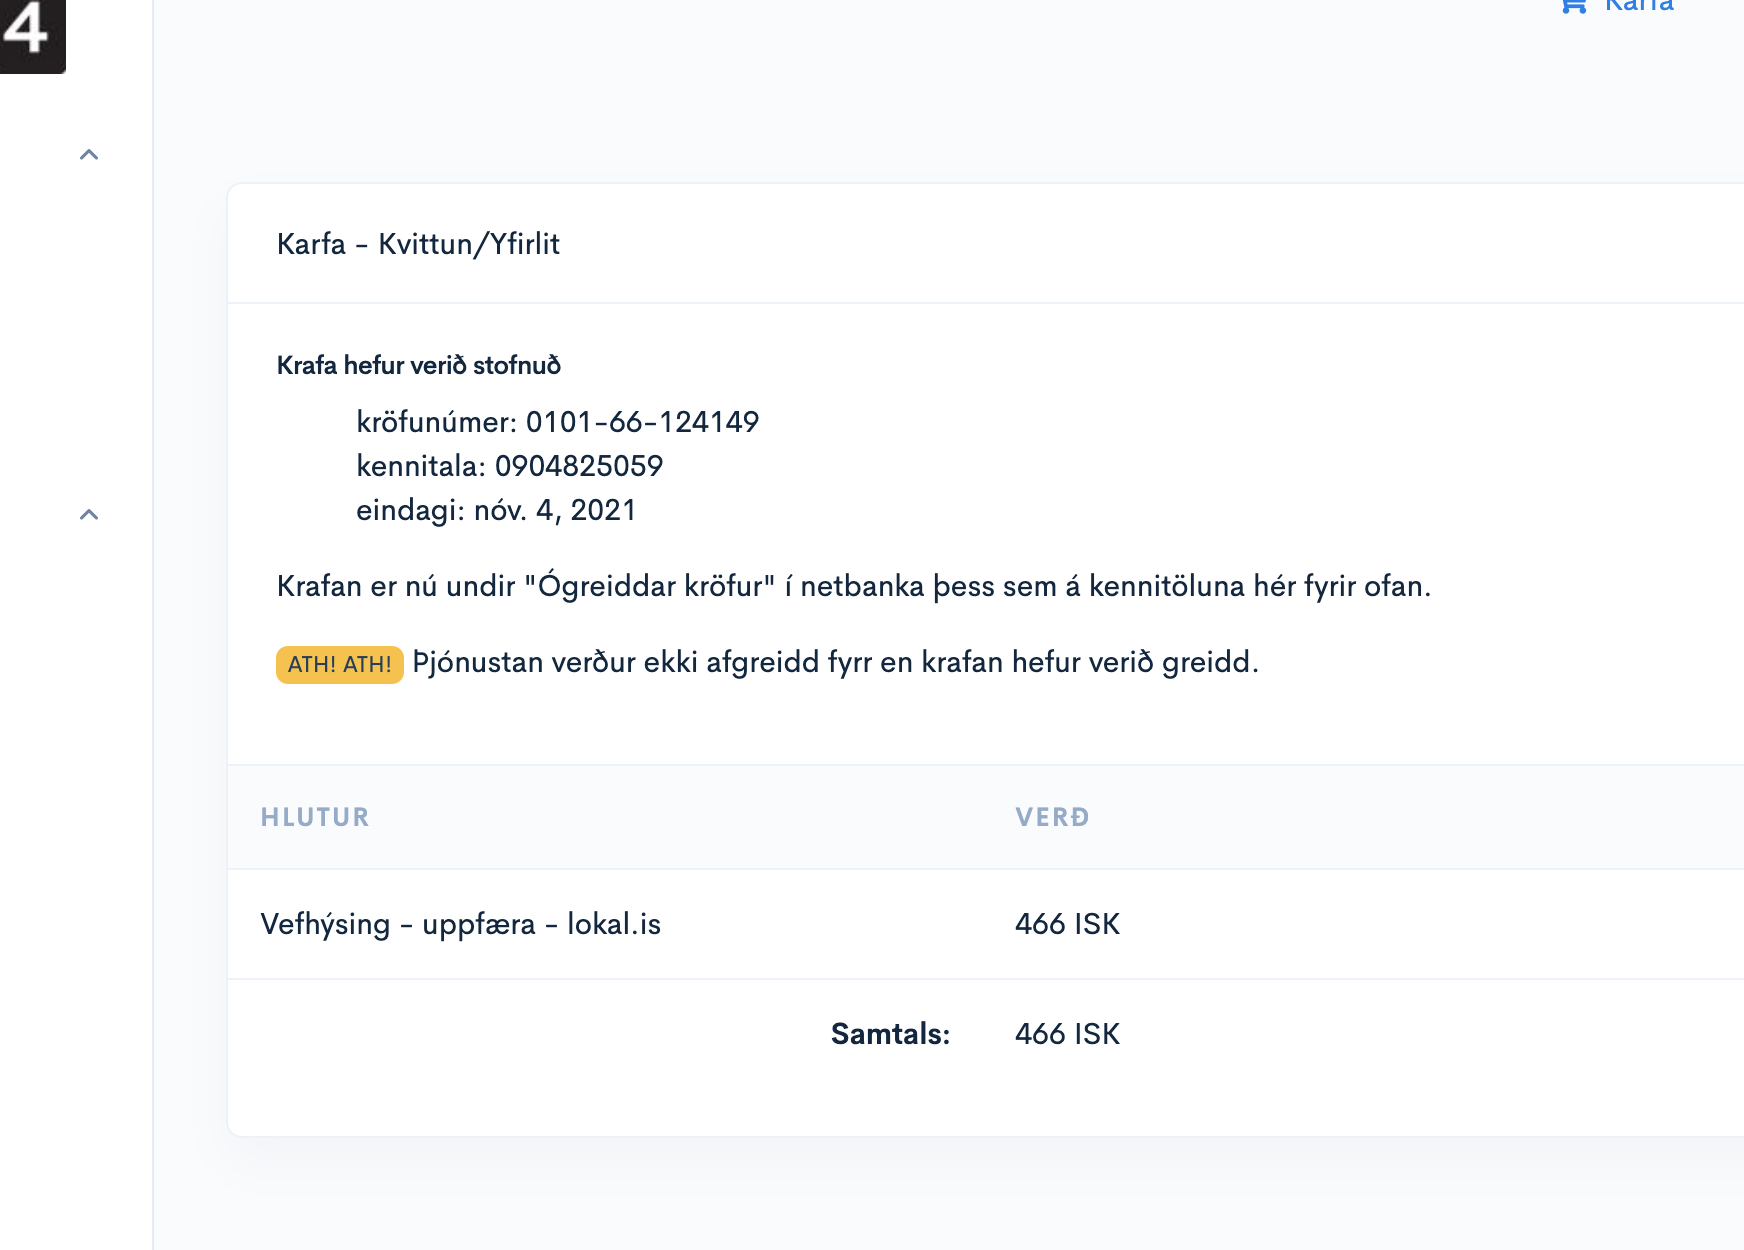 4
Karfa
Karfa - Kvittun/Yfirlit
Krafa hefur verið stofnuð
kröfunúmer: 0101-66-124149
kennitala: 0904825059
eindagi: nóv. 4, 2021
Krafan er nú undir "Ógreiddar kröfur" í netbanka þess sem á kennitöluna hér fyrir ofan.
ATH! ATH! Þjónustan verður ekki afgreidd fyrr en krafan hefur verið greidd.
HLUTUR VERÐ
Vefhýsing - uppfæra - lokal.is 466 ISK
Samtals: 466 ISK